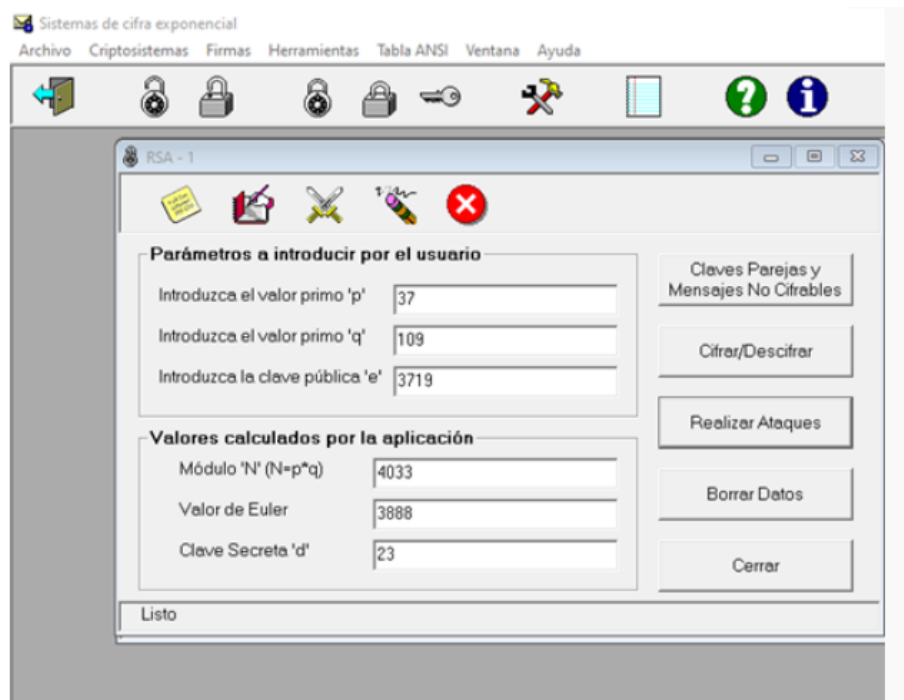 Sistemas de cifra exponencial
Archivo Criptosistemas Firmas Herramientas Tabla ANSI Ventana Ayuda
RSA - 1
Parámetros a introducir por el usuario
Introduzca el valor primo 'p' 37
Introduzca el valor primo 'q' 109
Introduzca la clave pública 'e' 3719
Valores calculados por la aplicación
Módulo 'N' (N=p*q) 4033
Valor de Euler 3888
Clave Secreta 'd' 23
Claves Parejas y
Mensajes No Cifrables
Cifrar/Descifrar
Realizar Ataques
Borrar Datos
Cerrar
Listo